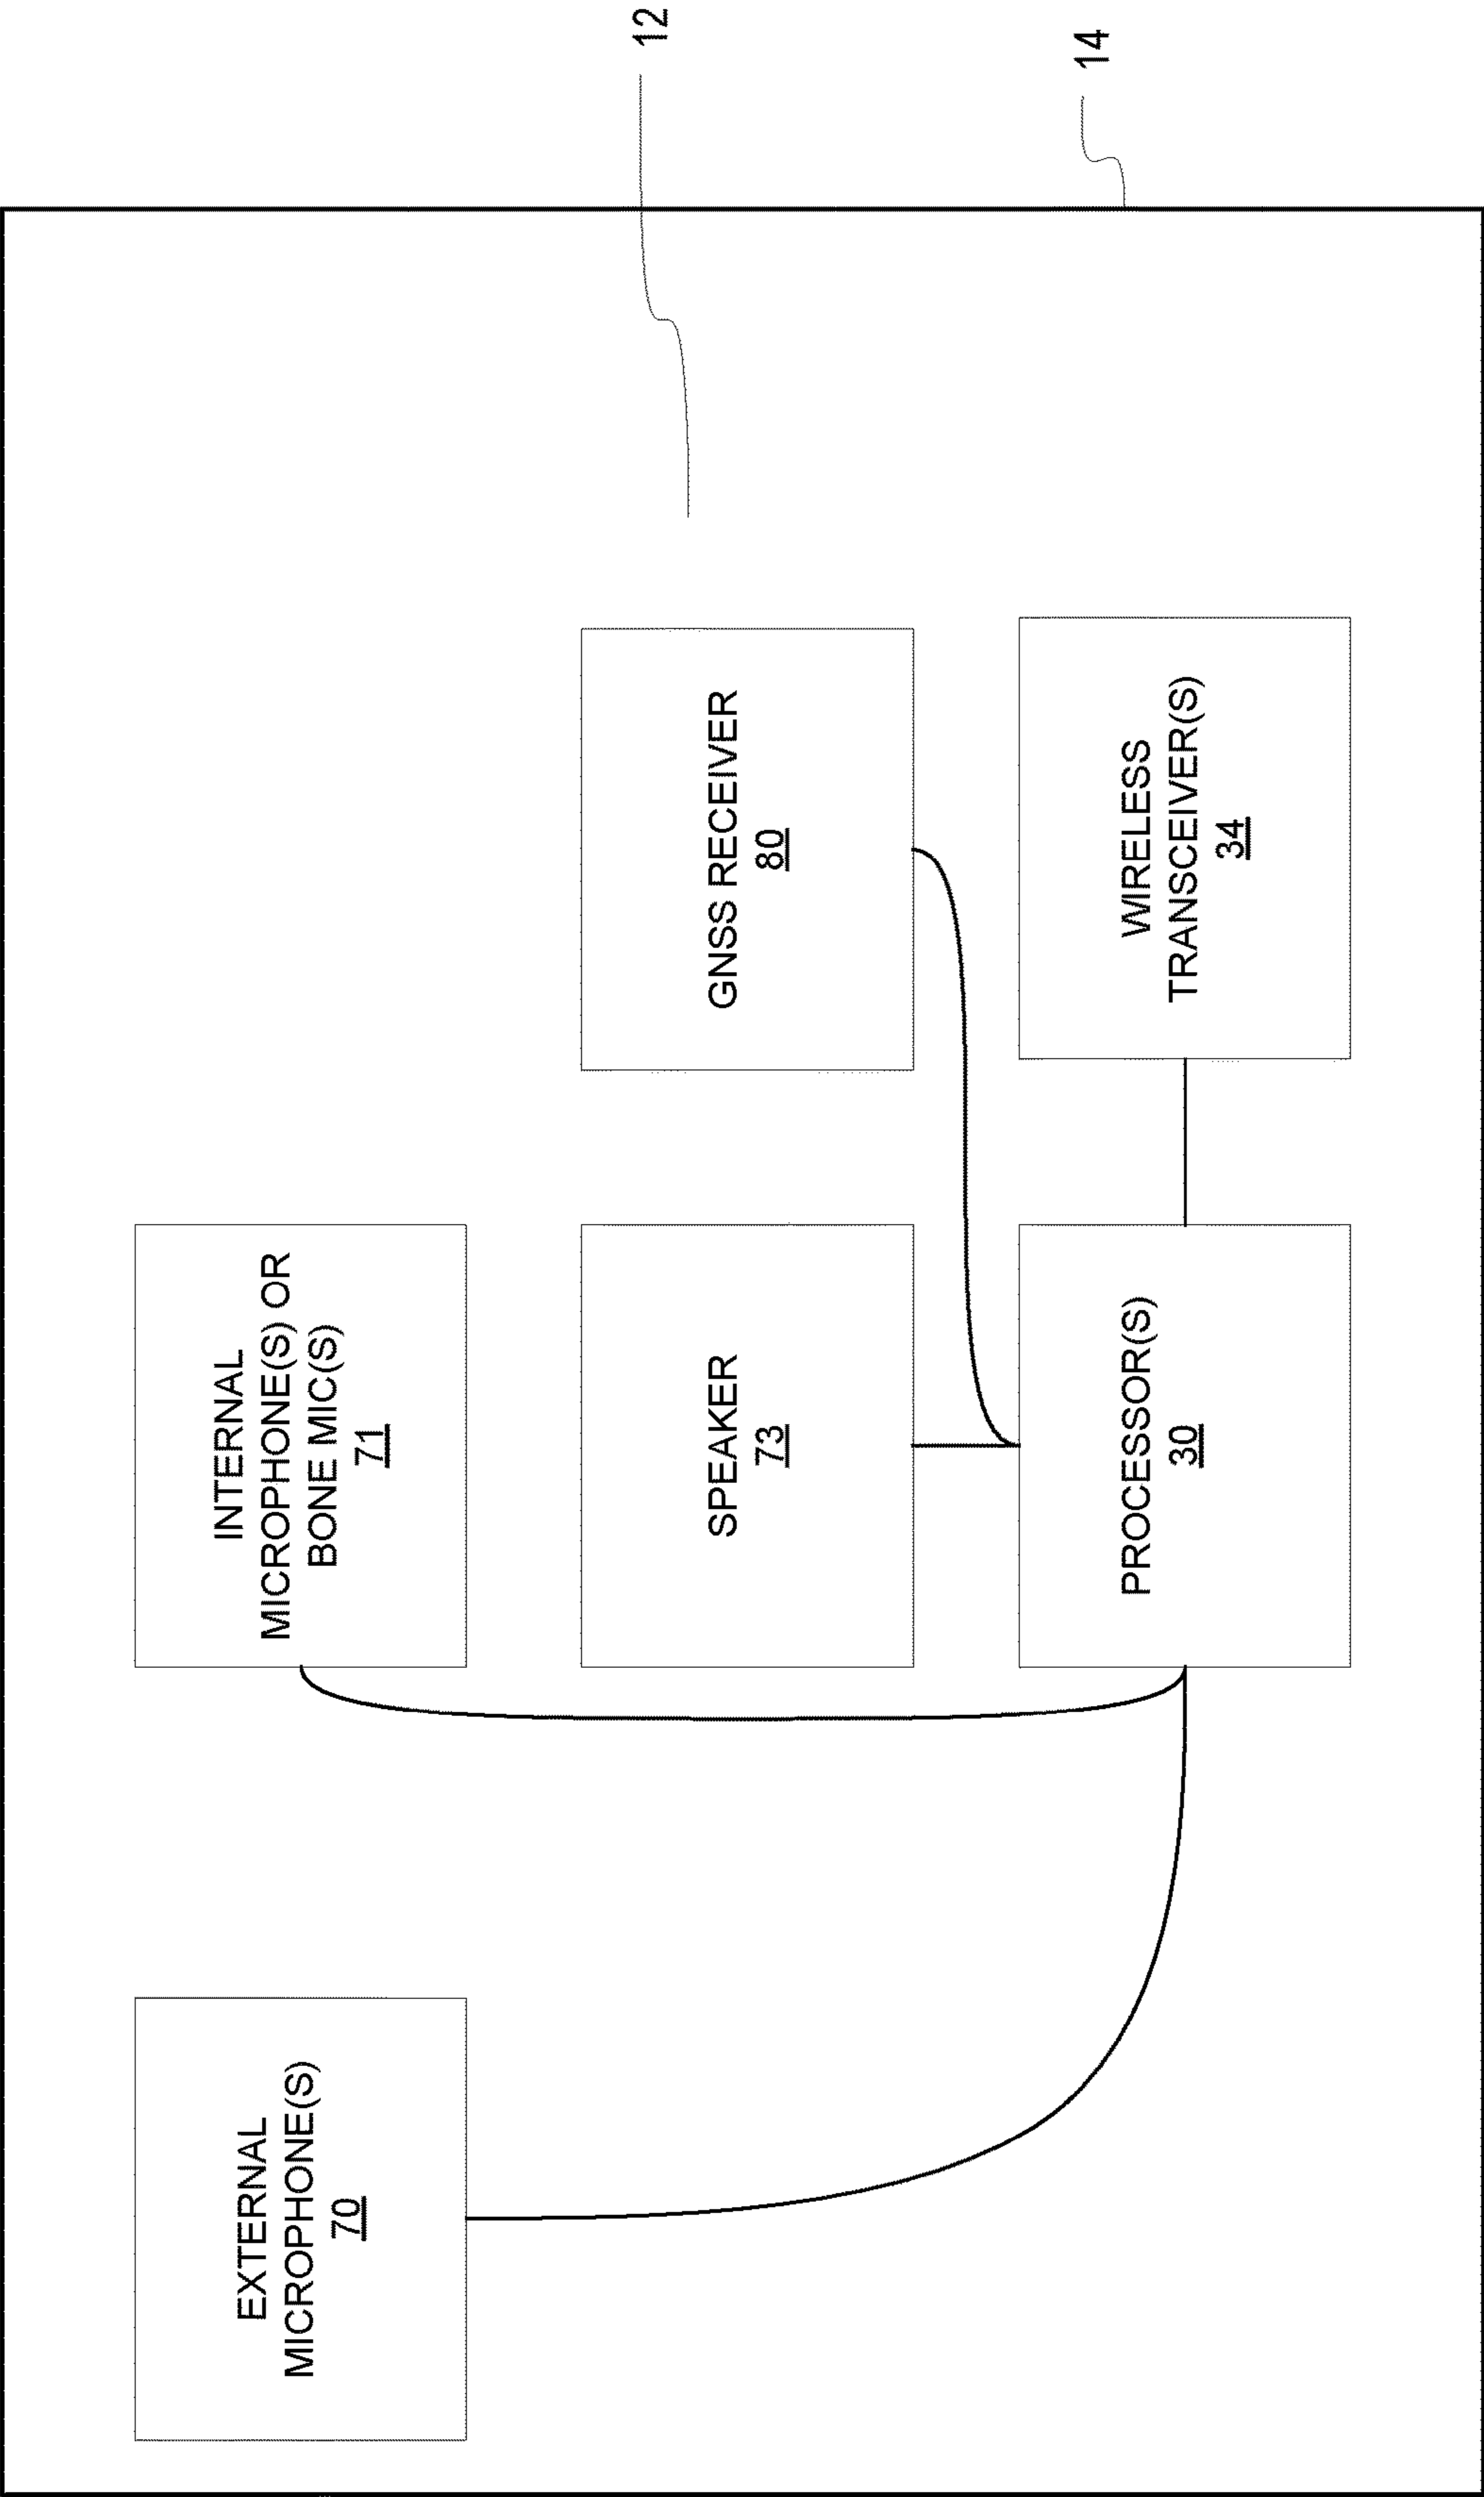 EXTERNAL
MICROPHONE(S)
70
INTERNAL
MICROPHONE(S) OR
BONE MIC(S)
71
SPEAKER
73
GNSS RECEIVER
80
PROCESSOR(S)
30
WIRELESS
TRANSCEIVER(S)
34
12
14